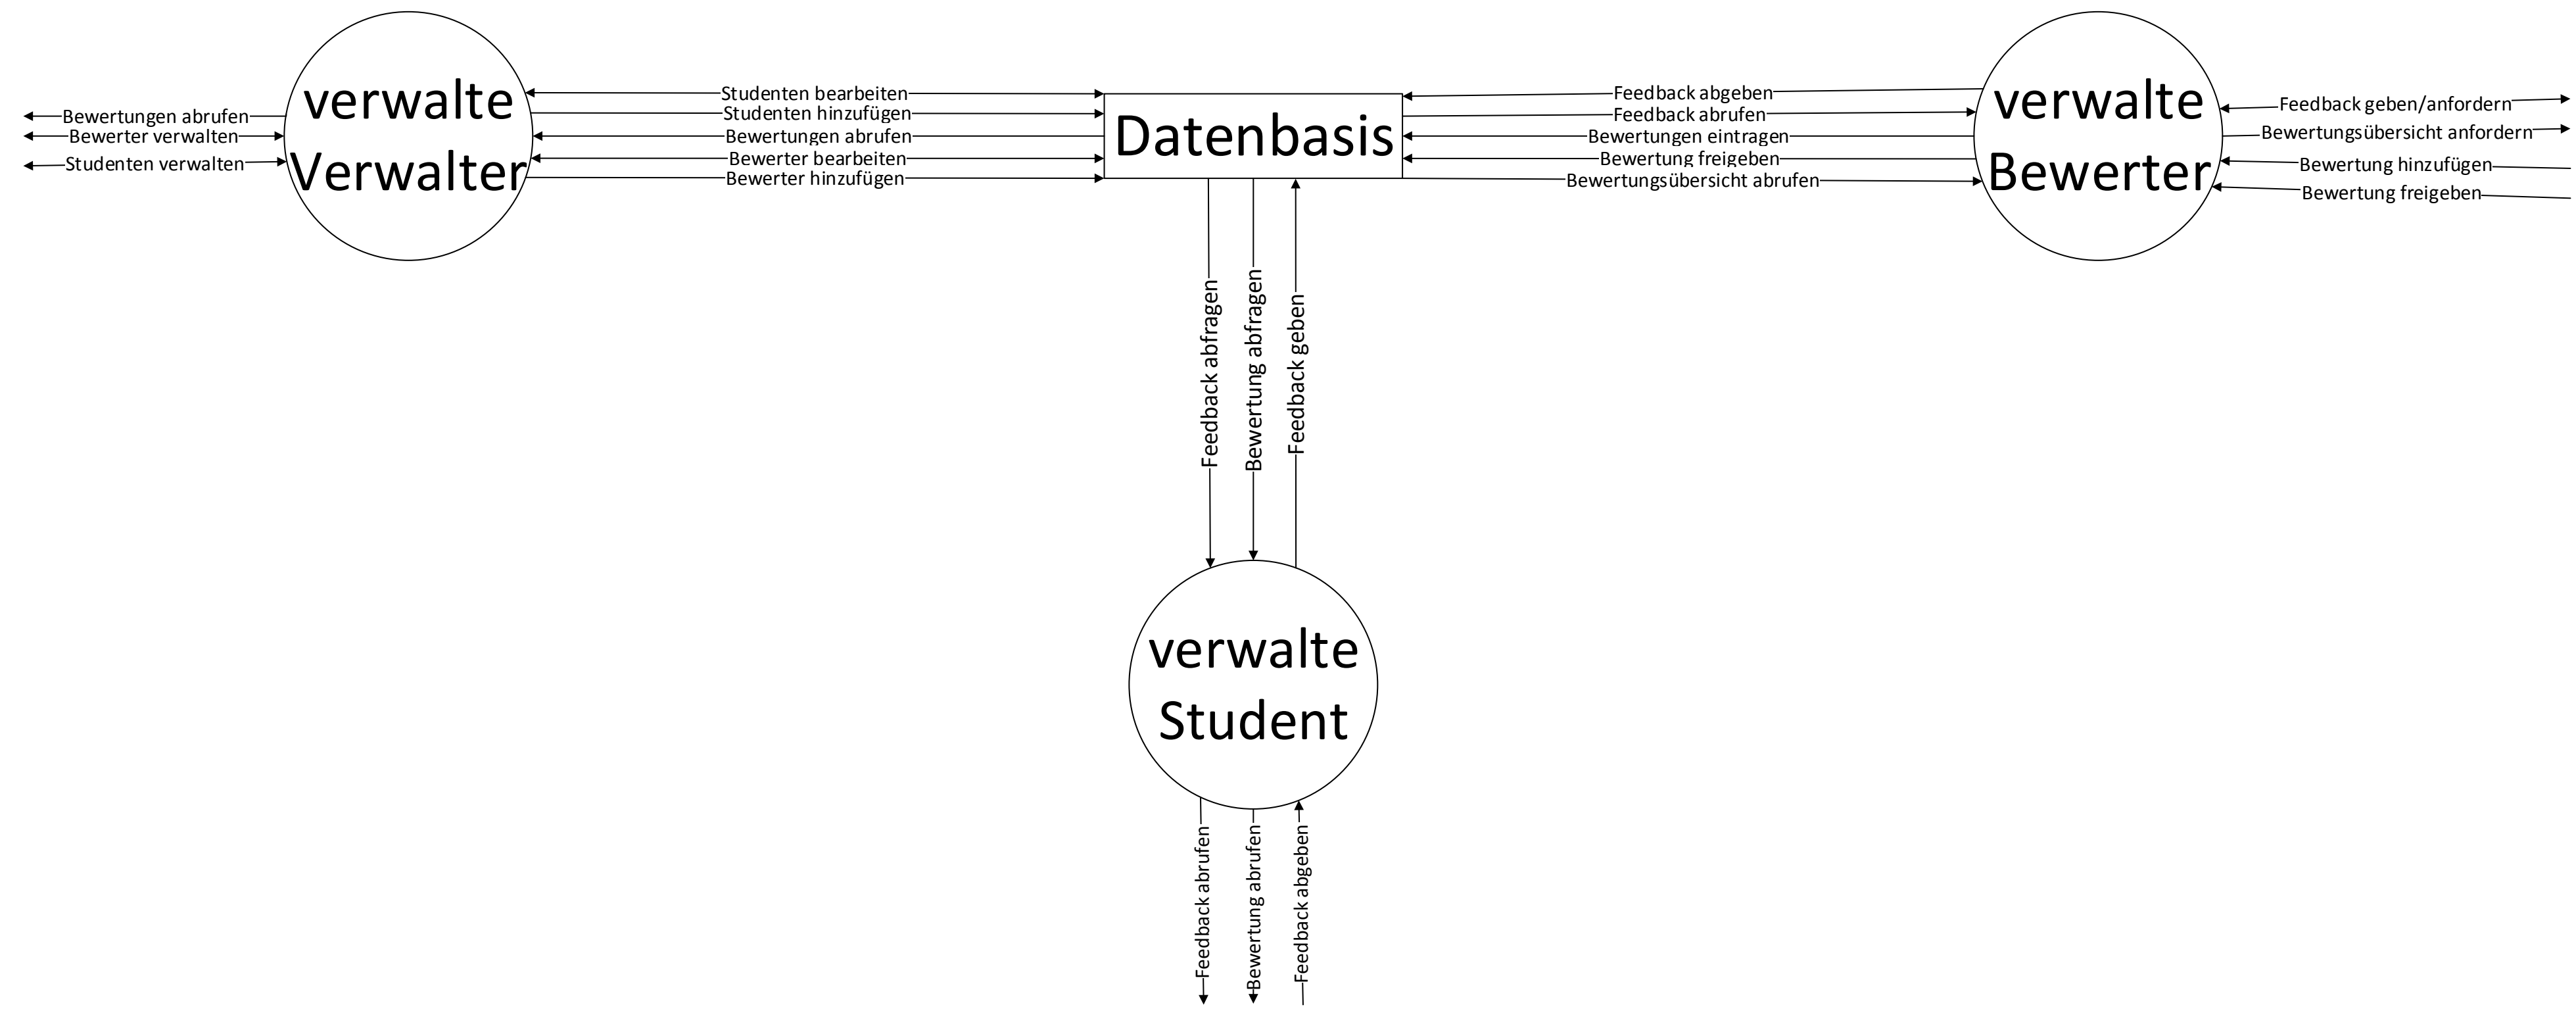 verwalte
Verwalter
Bewertungen abrufen
Bewerter verwalten
Studenten verwalten
Studenten bearbeiten
Studenten hinzufügen
Bewertungen abrufen
Bewerter bearbeiten
Bewerter hinzufügen
Datenbasis
Feedback abgeben
Feedback abrufen
Bewertungen eintragen
Bewertung freigeben
Bewertungsübersicht abrufen
verwalte
Bewerter
Feedback geben/anfordern
Bewertungsübersicht anfordern
Bewertung hinzufügen
Bewertung freigeben
Feedback abfragen
Bewertung abfragen
Feedback geben
verwalte
Student
Feedback abrufen
Bewertung abrufen
Feedback abgeben